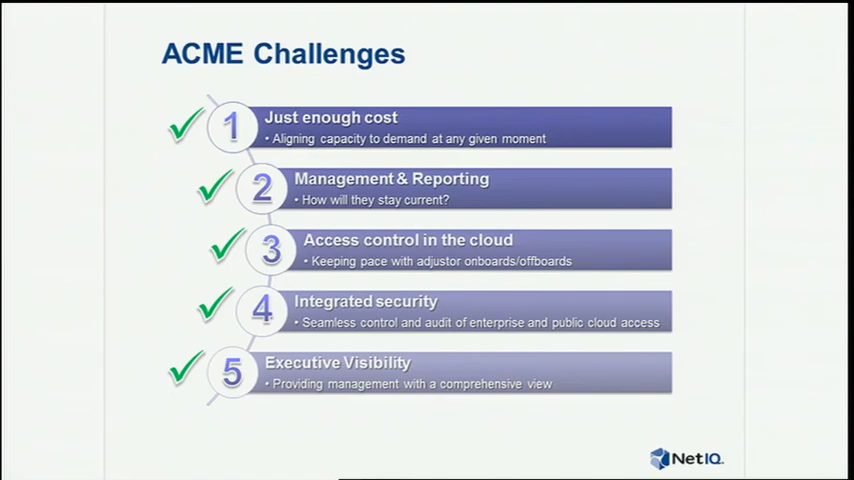 ACME Challenges
1
Just enough cost
• Aligning capacity to demand at any given moment
2
Management & Reporting
• How will they stay current?
3
Access control in the cloud
• Keeping pace with adjustor onboards/offboards
4
Integrated security
• Seamless control and audit of enterprise and public cloud access
5
Executive Visibility
• Providing management with a comprehensive view
NetIQ